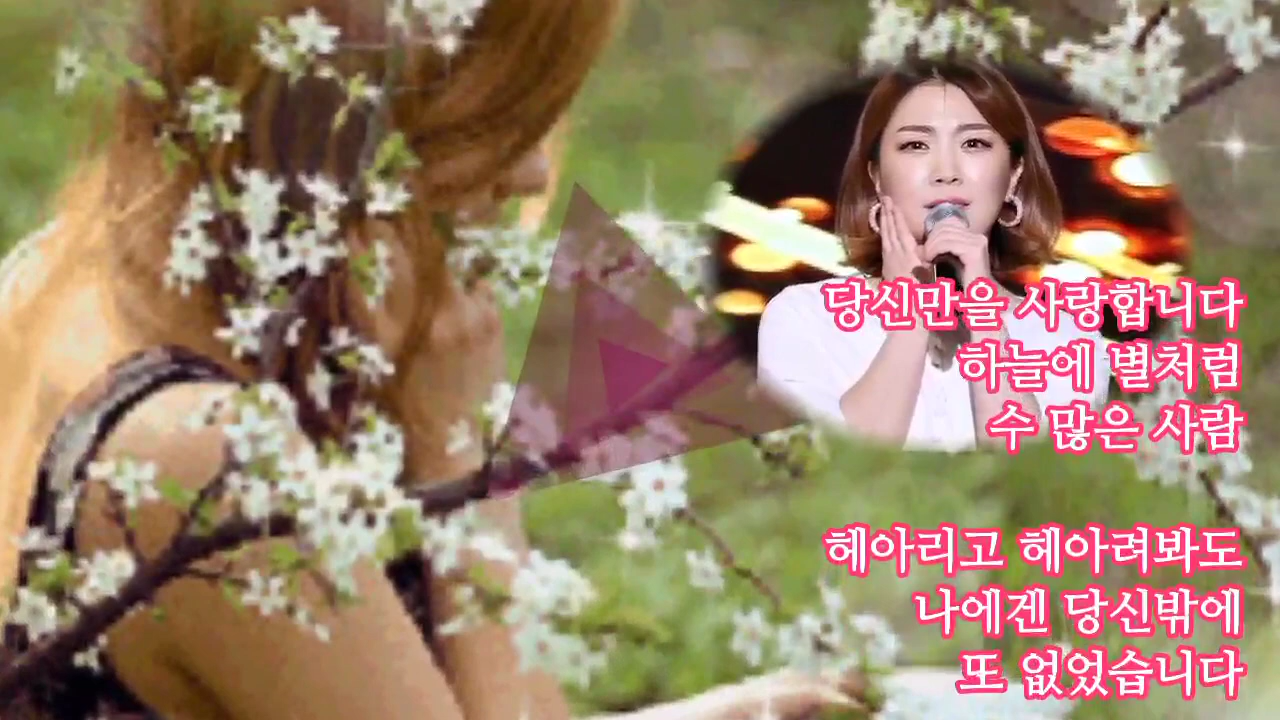 당신만을 사랑합니다
하늘에 별처럼
수 많은 사람
헤아리고 헤아려봐도
나에겐 당신밖에
또 없었습니다